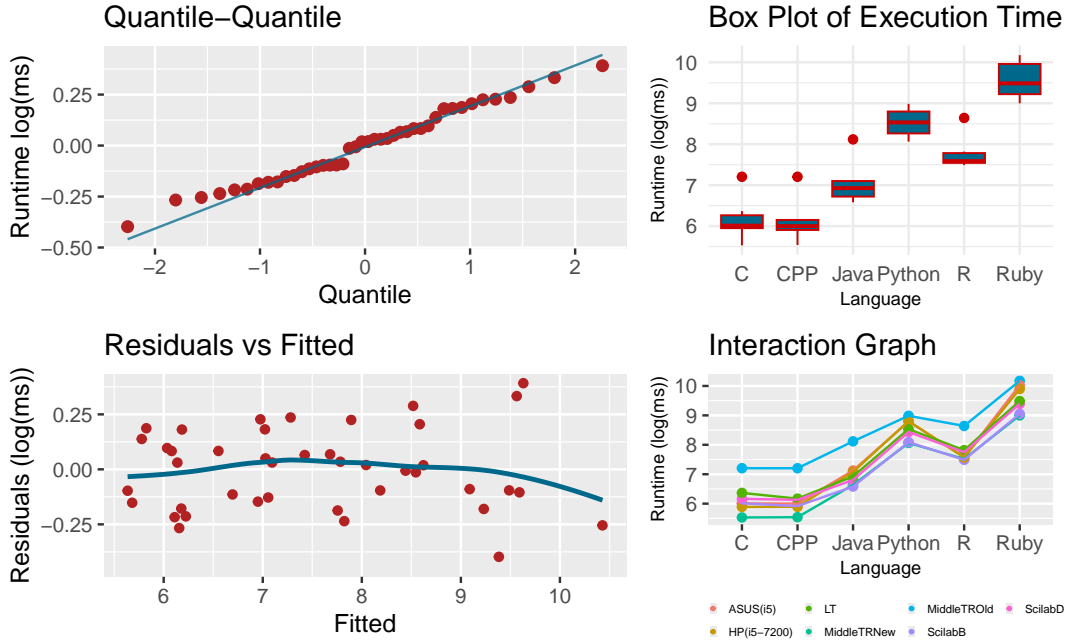 Quantile−Quantile
Runtime log(ms)
0.25
0.00
−0.25
−0.50
−2 −1 0 1 2
Quantile
Box Plot of Execution Time
Runtime (log(ms))
10
9
8
7
6
C CPP Java Python R Ruby
Language
Residuals vs Fitted
Residuals (log(ms))
0.25
0.00
−0.25
6 7 8 9 10
Fitted
Interaction Graph
Runtime (log(ms))
10
9
8
7
6
C CPP Java Python R Ruby
Language
ASUS(i5) LT MiddleTROld ScilabD
HP(i5−7200) MiddleTRNew ScilabB